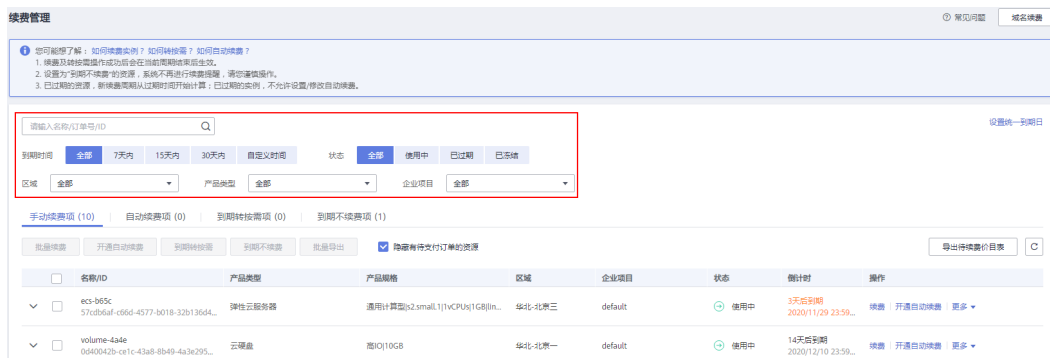 续费管理
常见问题
域名续费
您可能想了解：如何续费实例？如何转按需？如何自动续费？
1. 续费及转按需操作成功后会在当前周期结束后生效。
2. 设置为"到期不续费"的资源，系统不再进行续费提醒，请您谨慎操作。
3. 已过期的资源，新续费周期从过期时间开始计算；已过期的实例，不允许设置/修改自动续费。
请输入名称/订单号/ID
设置统一到期日
到期时间 全部 7天内 15天内 30天内 自定义时间 状态 全部 使用中 已过期 已冻结
区域 全部 产品类型 全部 企业项目 全部
手动续费项 (10) 自动续费项 (0) 到期转按需项 (0) 到期不续费项 (1)
批量续费 开通自动续费 到期转按需 到期不续费 批量导出 隐藏有待支付订单的资源 导出待续费价目表
名称/ID 产品类型 产品规格 区域 企业项目 状态 倒计时 操作
ecs-b65c
57cdb6af-c66d-4577-b018-32b136d4...
弹性云服务器 通用计算型|s2.small.1|1vCPUs|1GB|lin... 华北-北京三 default 使用中
3天后到期
2020/11/29 23:59...
续费 开通自动续费 更多
volume-4a4e
0d40042b-ce1c-43a8-8b49-4a3e295...
云硬盘 高IO|10GB 华北-北京一 default 使用中
14天后到期
2020/12/10 23:59...
续费 开通自动续费 更多